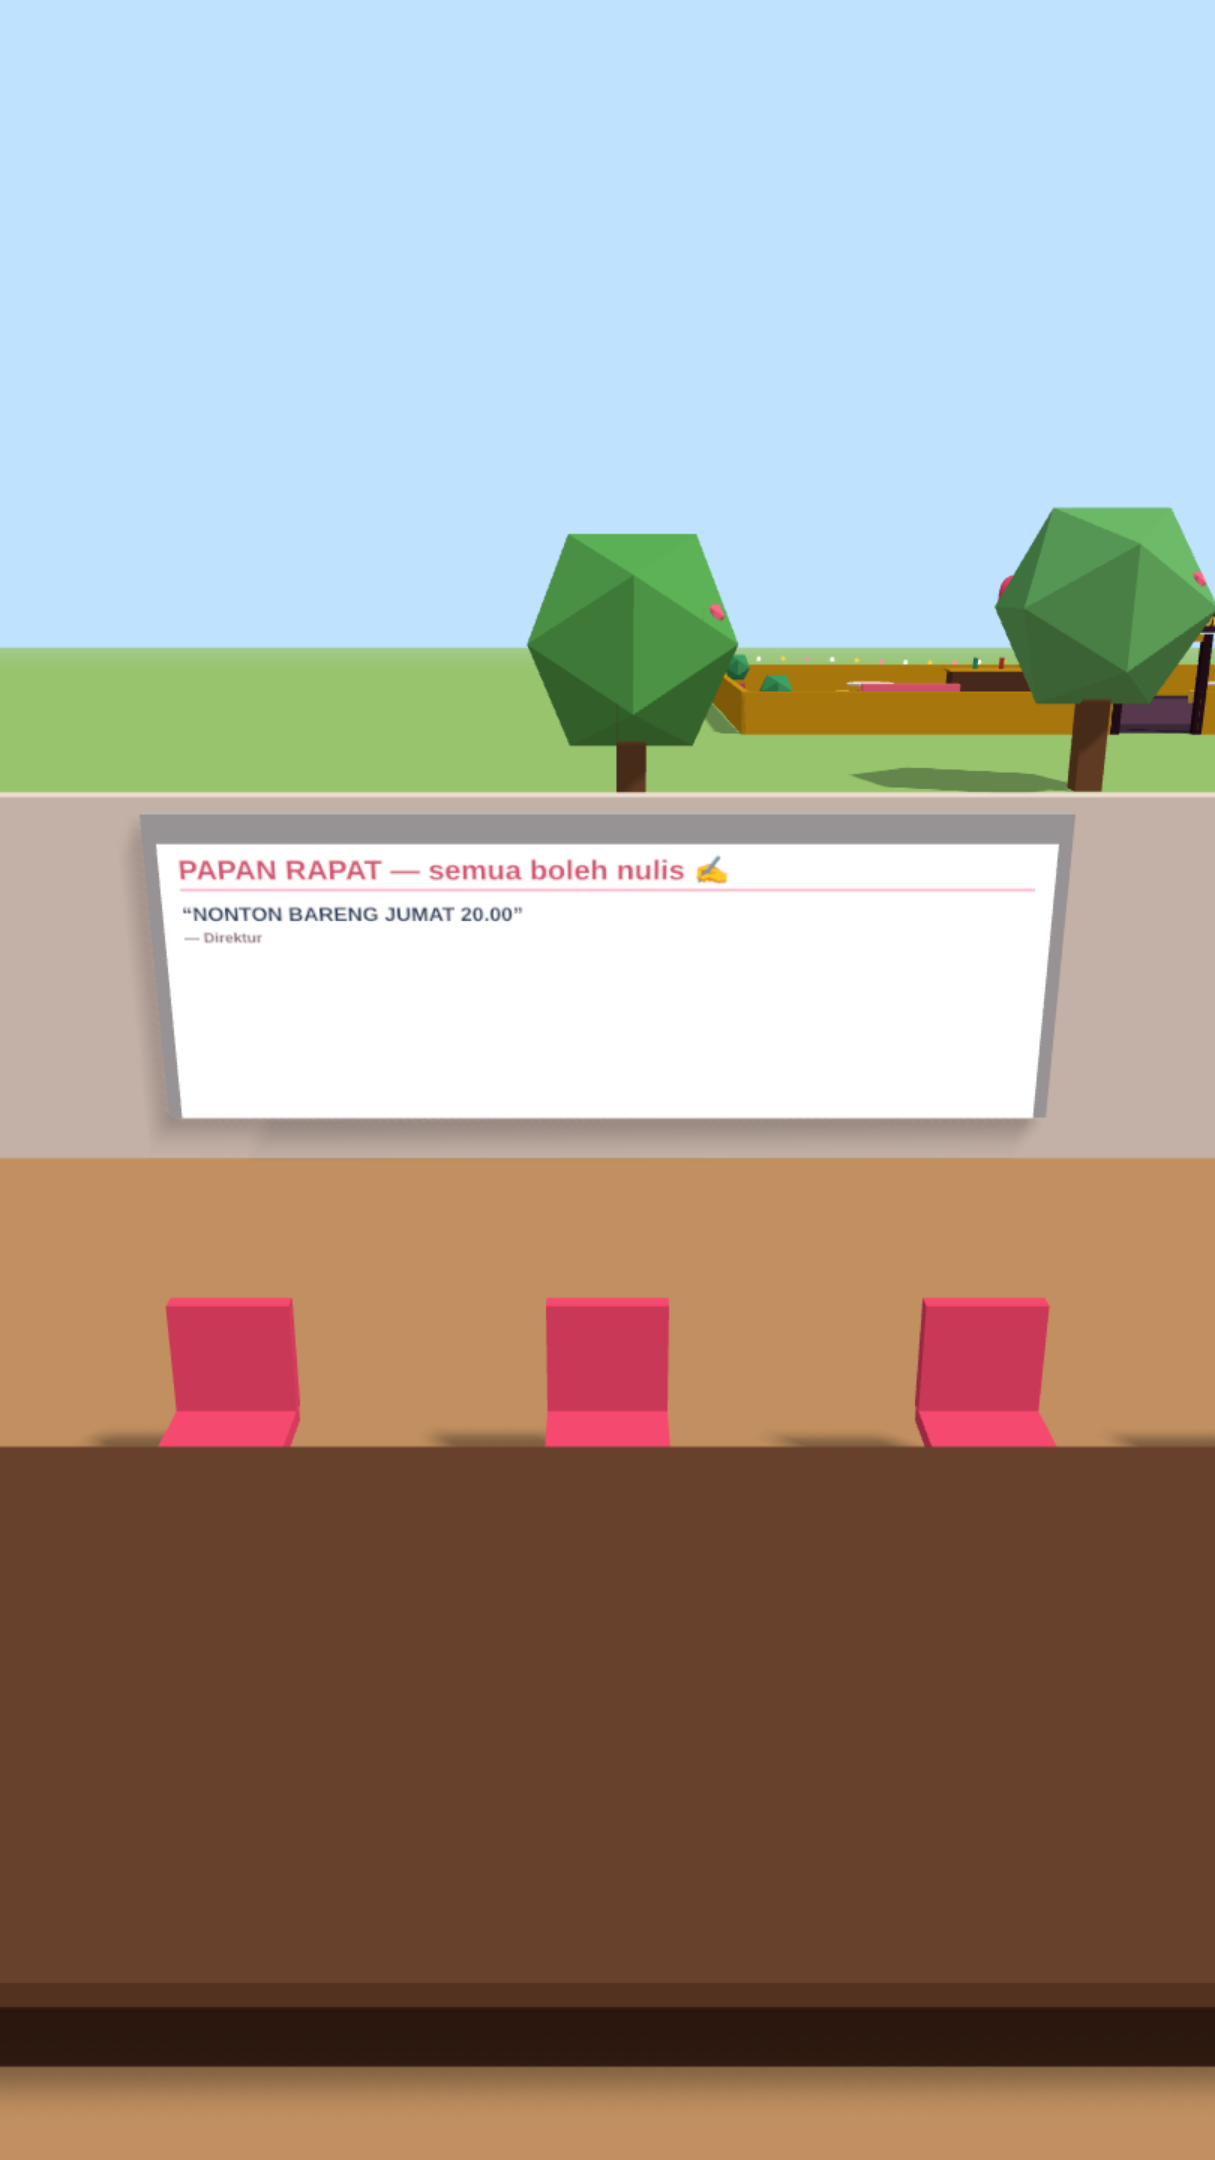 PAPAN RAPAT — semua boleh nulis ✍️
“NONTON BARENG JUMAT 20.00”
— Direktur